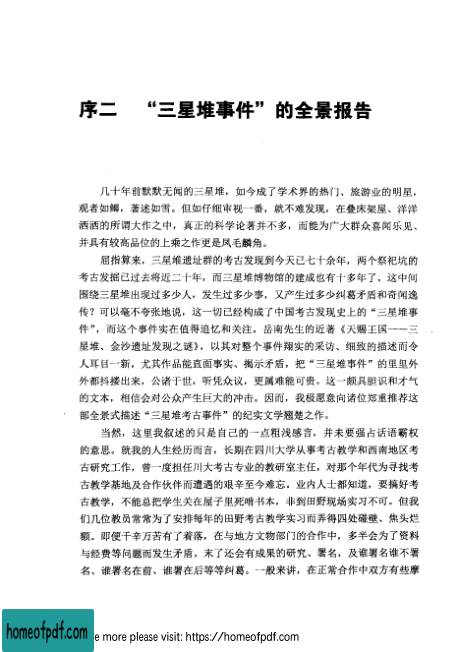 序二　“三星堆事件”的全景报告
几十年前默默无闻的三星堆，如今成了学术界的热门、旅游业的明星，
观者如鲫，著述如雪。但如仔细审视一番，就不难发现，在叠床架屋、洋洋
洒洒的所谓大作之中，真正的科学论著并不多，而能为广大群众喜闻乐见、
并具有较高品位的上乘之作更是凤毛麟角。
屈指算来，三星堆遗址群的考古发现到今天已七十余年，两个祭祀坑的
考古发掘已过去将近二十年，而三星堆博物馆的建成也有十多年了。这中间
围绕三星堆出现过多少人，发生过多少事，又产生过多少纠葛矛盾和奇闻逸
传？可以毫不夸张地说，这一切已经构成了中国考古发现史上的“三星堆事
件”，而这个事件实在值得追忆和关注。岳南先生的近著《天赐王国——三
星堆、金沙遗址发现之谜》，以其对整个事件翔实的采访、细致的描述而令
人耳目一新，尤其作品能直面事实、揭示矛盾，把“三星堆事件”的里里外
外都抖搂出来，公诸于世，听凭众议，更属难能可贵。这一颇具胆识和才气
的文本，相信会对公众产生巨大的冲击。因而，我极愿意向诸位郑重推荐这
部全景式描述“三星堆考古事件”的纪实文学翘楚之作。
当然，这里我叙述的只是自己的一点粗浅感言，并未要强占话语霸权
的意思。就我的人生经历而言，长期在四川大学从事考古教学和西南地区考
古研究工作，曾一度担任川大考古专业的教研室主任，对那个年代为寻找考
古教学基地及合作伙伴而遭遇的艰辛至今难忘。业内人士都知道，要搞好考
古教学，不能总把学生关在屋子里死啃书本，非到田野现场实习不可。但我
们几位教员常常为了安排每年的田野考古教学实习而弄得四处碰壁、焦头烂
额。即便千辛万苦有了着落，在与地方文物部门的合作中，多半会为了资料
与经费等问题而发生矛盾，末了还会有成果的研究、署名，及谁署名谁不署
名、谁署名在前、谁署在后等等纠葛。一般来讲，在正常合作中双方有些摩
homeofpdf.com
e more please visit: https://homeofpdf.com